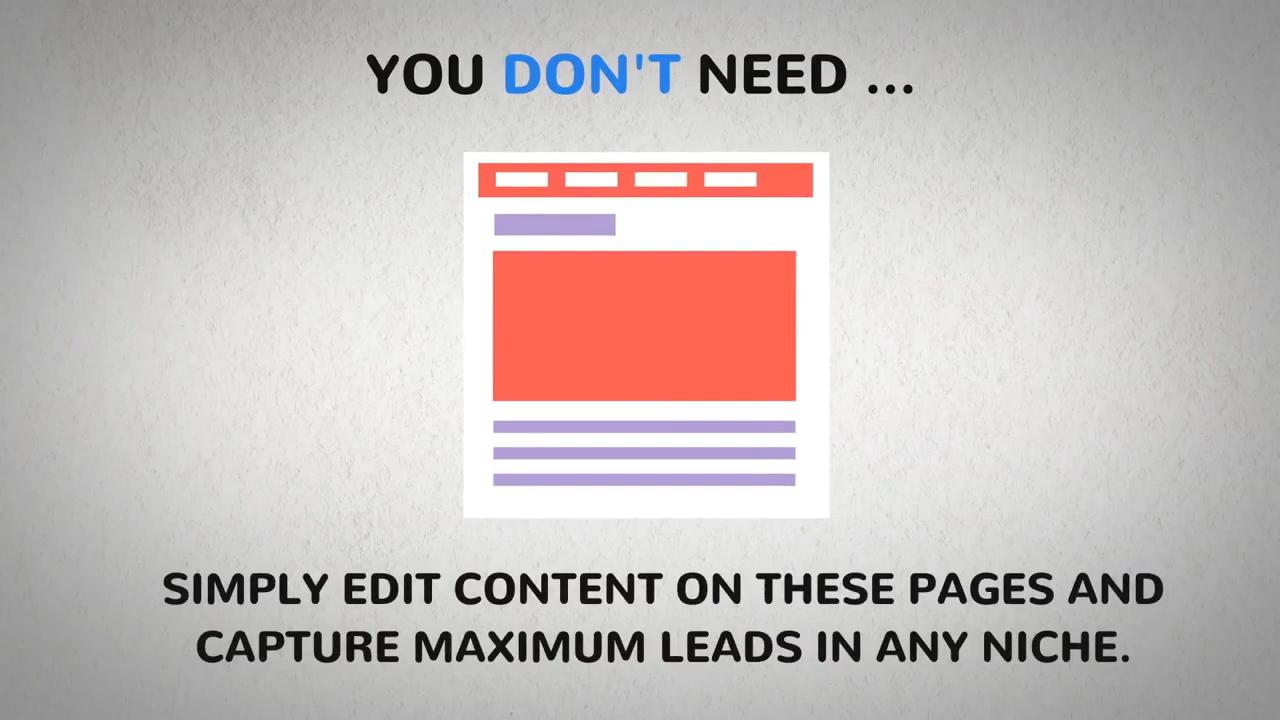 YOU DON'T NEED ...
SIMPLY EDIT CONTENT ON THESE PAGES AND
CAPTURE MAXIMUM LEADS IN ANY NICHE.